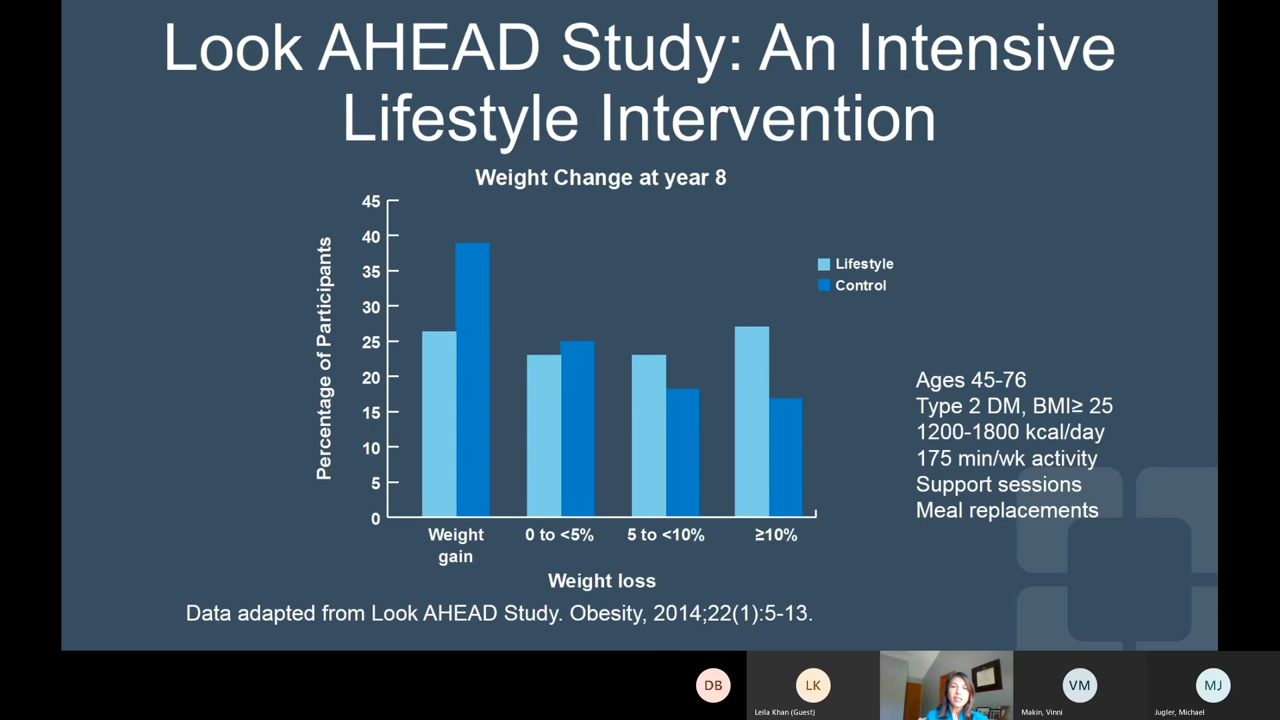 Look AHEAD Study: An Intensive
Lifestyle Intervention
Weight Change at year 8
Percentage of Participants
45
40
35
30
25
20
15
10
5
0
Lifestyle
Control
Weight
gain
0 to <5%
5 to <10%
≥10%
Weight loss
Ages 45-76
Type 2 DM, BMI≥ 25
1200-1800 kcal/day
175 min/wk activity
Support sessions
Meal replacements
Data adapted from Look AHEAD Study. Obesity, 2014;22(1):5-13.
DB
LK
Leila Khan (Guest)
VM
Makin, Vinni
MJ
Jugler, Michael